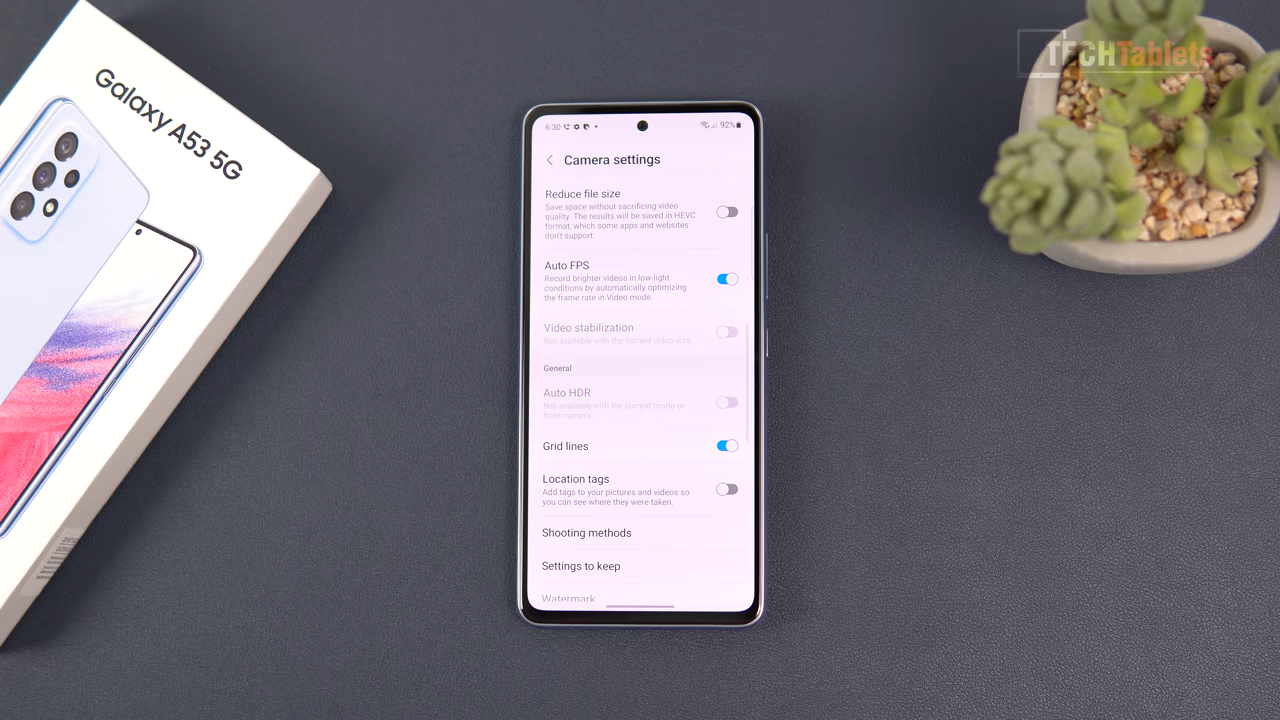 Galaxy A53 5G
TECHTablets
6:30
92%
Camera settings
Reduce file size
Save space without sacrificing video
quality. The results will be saved in HEVC
format, which some apps and websites
don't support.
Auto FPS
Record brighter videos in low-light
conditions by automatically optimizing
the frame rate in Video mode.
Video stabilization
Not available with the current video size
General
Auto HDR
Not available with the current mode or
front camera.
Grid lines
Location tags
Add tags to your pictures and videos so
you can see where they were taken.
Shooting methods
Settings to keep
Watermark